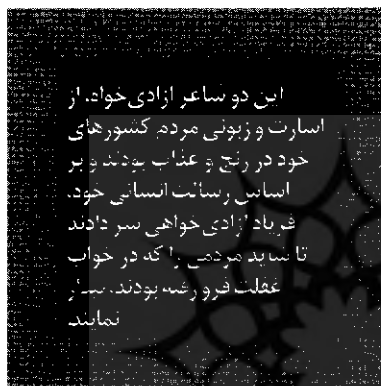 این دو شاعر آزادی‌خواه، از
اسارت و زبونی مردم کشورهای
خود در رنج و عذاب بودند و بر
اساس رسالت انسانی خود،
فریاد آزادی‌خواهی سر دادند
تا شاید مردمی را که در خواب
غفلت فرو رفته بودند، بیدار
نمایند.